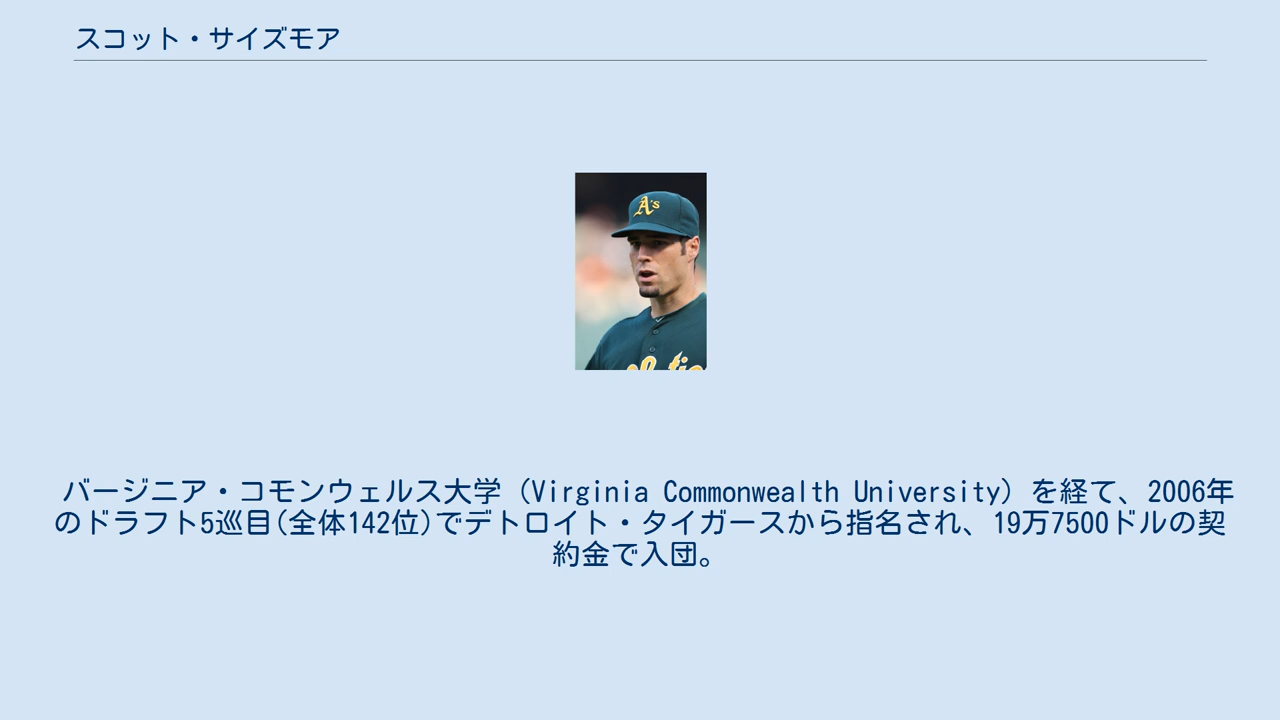 スコット・サイズモア
A's
バージニア・コモンウェルス大学（Virginia Commonwealth University）を経て、2006年
のドラフト5巡目(全体142位)でデトロイト・タイガースから指名され、19万7500ドルの契
約金で入団。